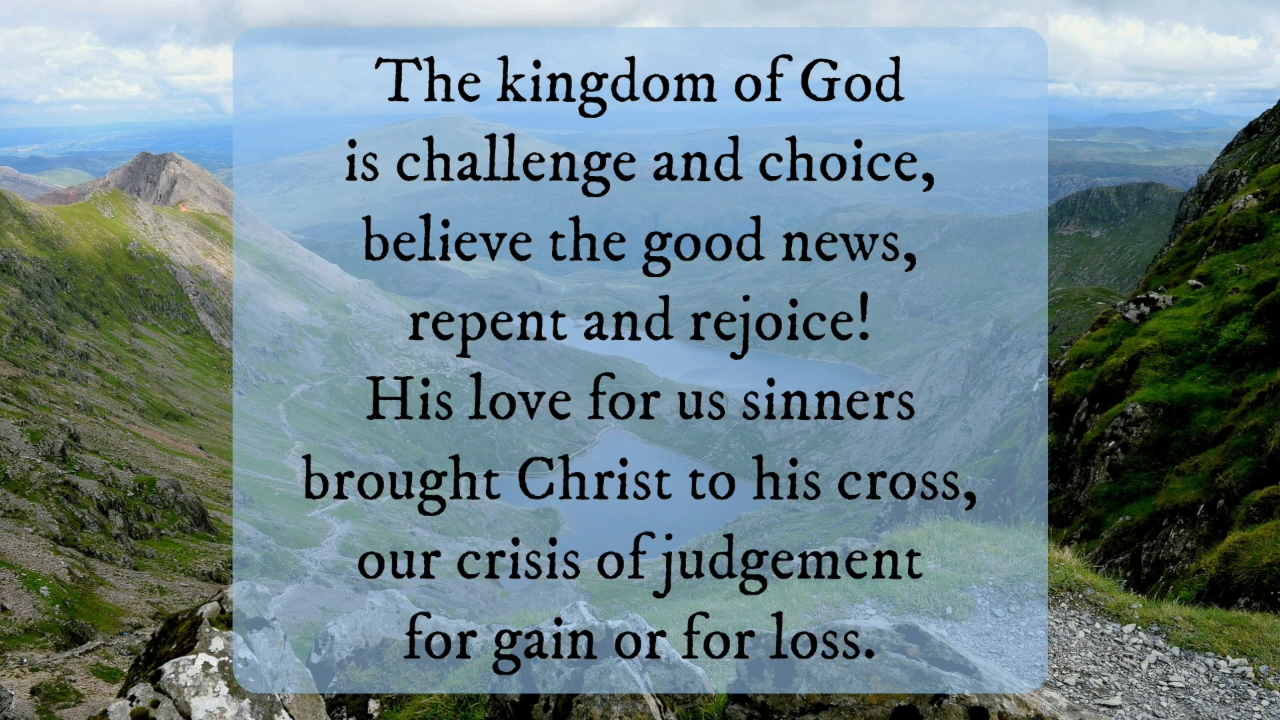 The kingdom of God
is challenge and choice,
believe the good news,
repent and rejoice!
His love for us sinners
brought Christ to his cross,
our crisis of judgement
for gain or for loss.